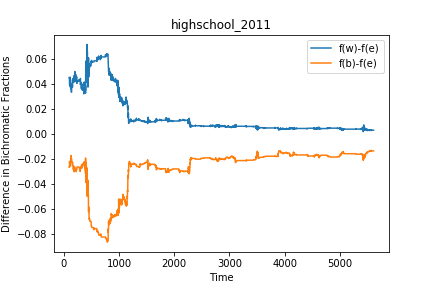 highschool_2011
f(w)-f(e)
f(b)-f(e)
Difference in Bichromatic Fractions
0.06
0.04
0.02
0.00
−0.02
−0.04
−0.06
−0.08
0 1000 2000 3000 4000 5000
Time